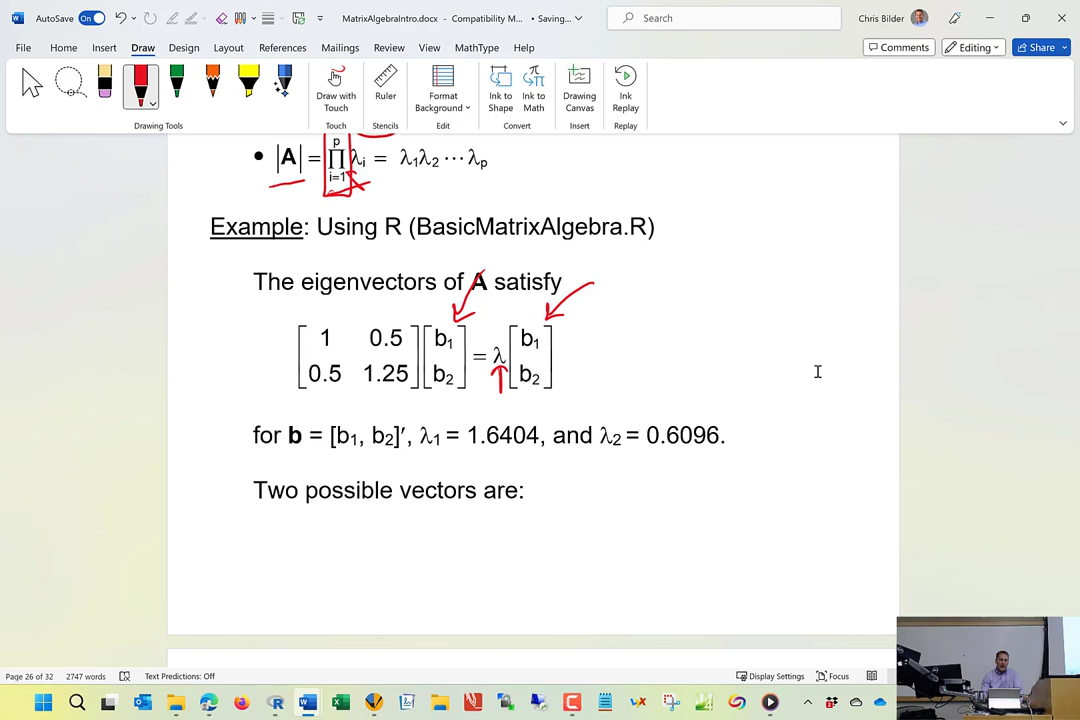 AutoSave On MatrixAlgebraIntro.docx - Compatibility M... • Saving... Search Chris Bilder
File Home Insert Draw Design Layout References Mailings Review View MathType Help Comments Editing Share
Draw with Touch Ruler Format Background Ink to Shape Ink to Math Drawing Canvas Ink Replay
Drawing Tools Touch Stencils Edit Convert Insert Replay
• |A| = ∏ᵖᵢ₌₁ λi = λ1λ2 ⋯ λp
Example: Using R (BasicMatrixAlgebra.R)
The eigenvectors of A satisfy
[1 0.5] [b1] = λ [b1]
[0.5 1.25] [b2] [b2]
for b = [b1, b2]′, λ1 = 1.6404, and λ2 = 0.6096.
Two possible vectors are:
Page 26 of 32 2747 words Text Predictions: Off Display Settings Focus